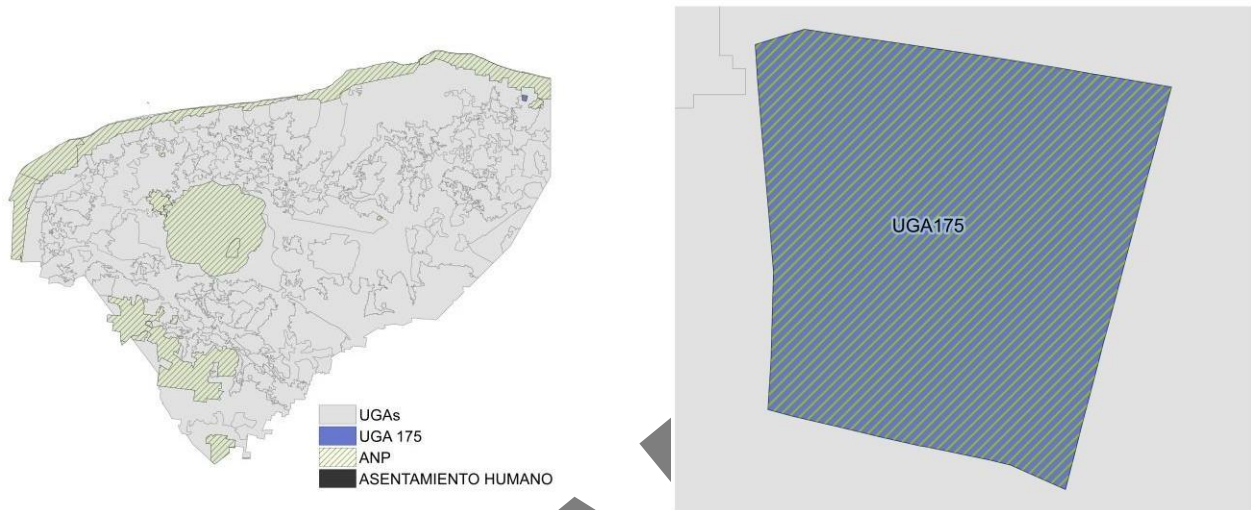 UGAs
UGA 175
ANP
ASENTAMIENTO HUMANO
UGA175